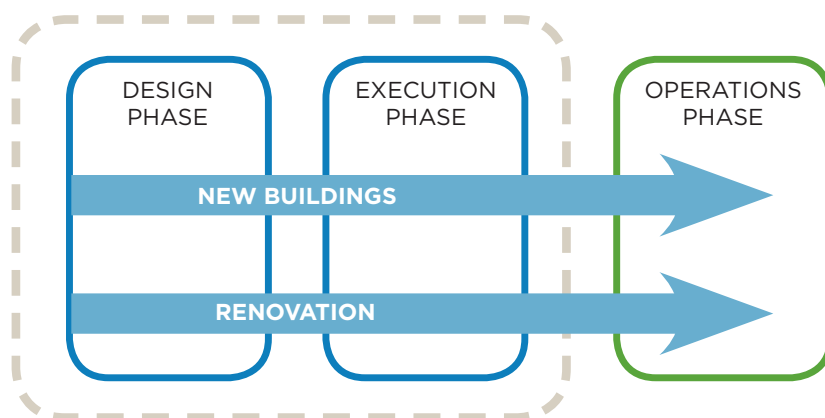 DESIGN
PHASE
EXECUTION
PHASE
OPERATIONS
PHASE
NEW BUILDINGS
RENOVATION